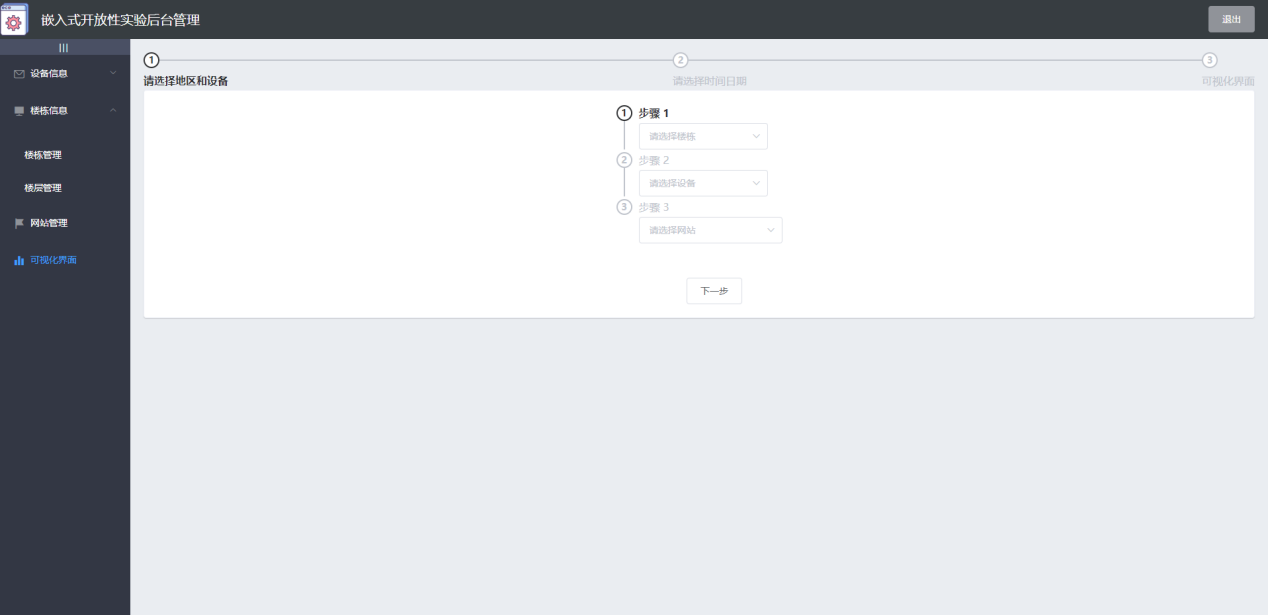 嵌入式开放性实验后台管理
退出
|||
设备信息
楼栋信息
楼栋管理
楼层管理
网站管理
可视化界面
1
请选择地区和设备
2
请选择时间日期
3
可视化界面
1 步骤 1
请选择楼栋
2 步骤 2
请选择设备
3 步骤 3
请选择网站
下一步